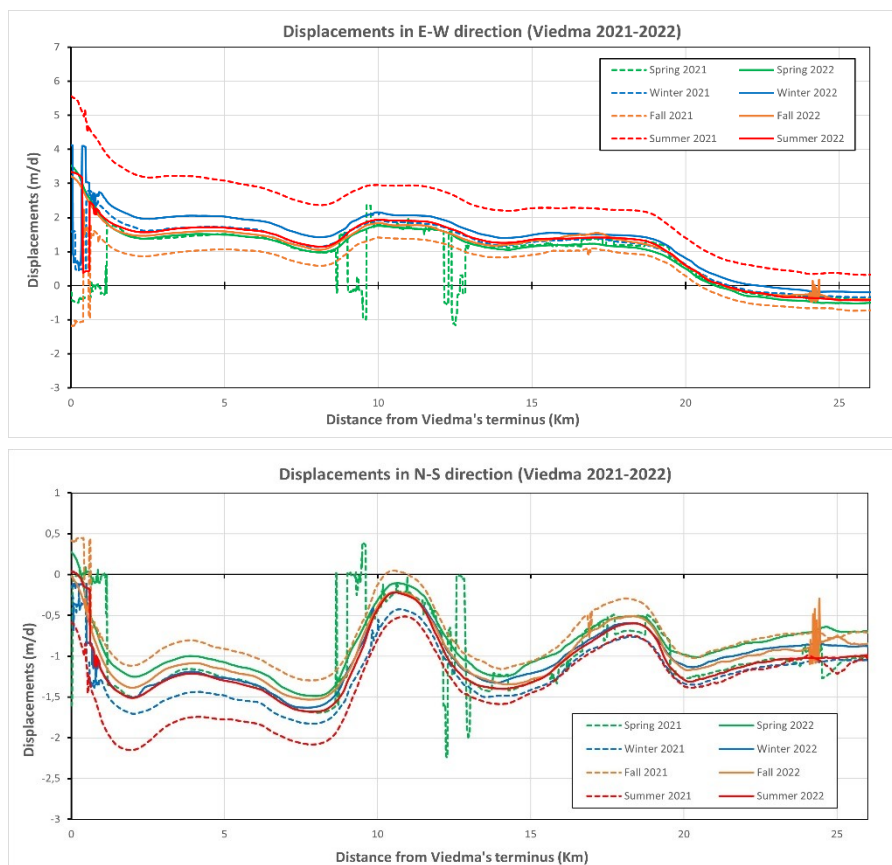 Displacements in E-W direction (Viedma 2021-2022)
7
6
5
4
3
2
1
0
-1
-2
-3
Displacements (m/d)
Spring 2021 Spring 2022
Winter 2021 Winter 2022
Fall 2021 Fall 2022
Summer 2021 Summer 2022
0 5 10 15 20 25
Distance from Viedma's terminus (Km)
Displacements in N-S direction (Viedma 2021-2022)
1
0,5
0
-0,5
-1
-1,5
-2
-2,5
-3
Displacements (m/d)
Spring 2021 Spring 2022
Winter 2021 Winter 2022
Fall 2021 Fall 2022
Summer 2021 Summer 2022
0 5 10 15 20 25
Distance from Viedma's terminus (Km)